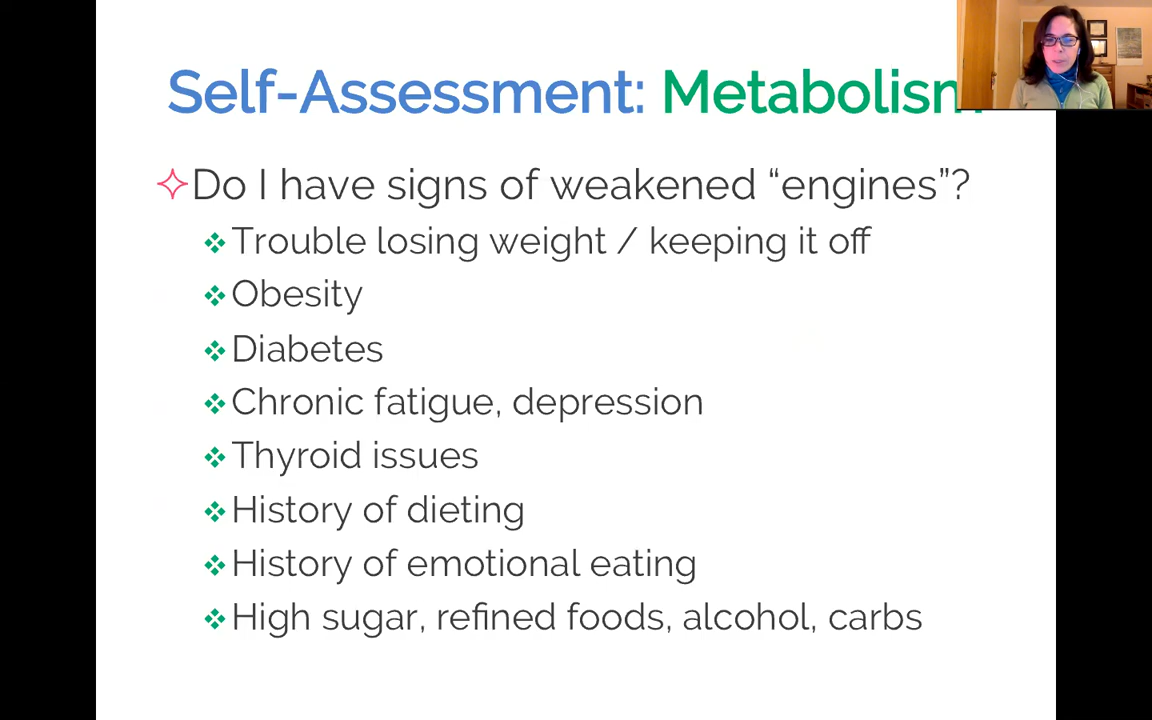 Self-Assessment: Metabolism
Do I have signs of weakened “engines”?
Trouble losing weight / keeping it off
Obesity
Diabetes
Chronic fatigue, depression
Thyroid issues
History of dieting
History of emotional eating
High sugar, refined foods, alcohol, carbs